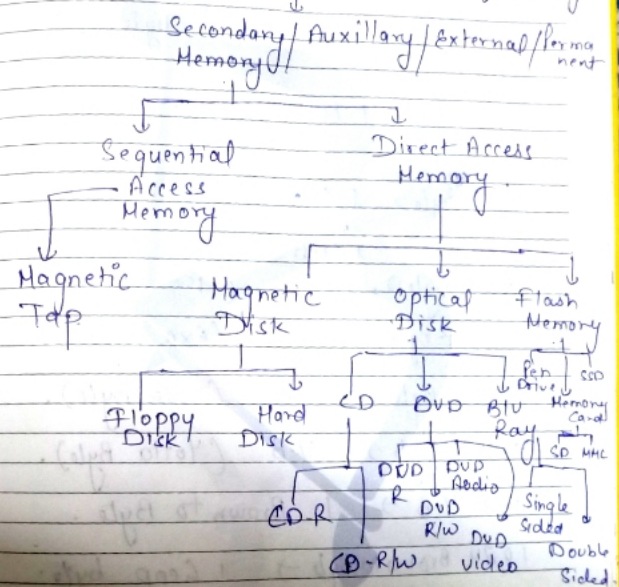 Secondary/ Auxillary/External/Perma
Memory/ nent
Sequential
Access
Memory
Direct Access
Memory
Magnetic
Tap
Magnetic
Disk
Optical
Disk
Flash
Memory
Floppy
Disk
Hard
Disk
CD
DVD
Blu
Ray
Pen
Drive
Memory
Card
SSD
CD-R
CD-R/W
DVD
R
DVD
R/W
DVD
Audio
DVD
video
Single
Sided
Double
Sided
SD
MMC